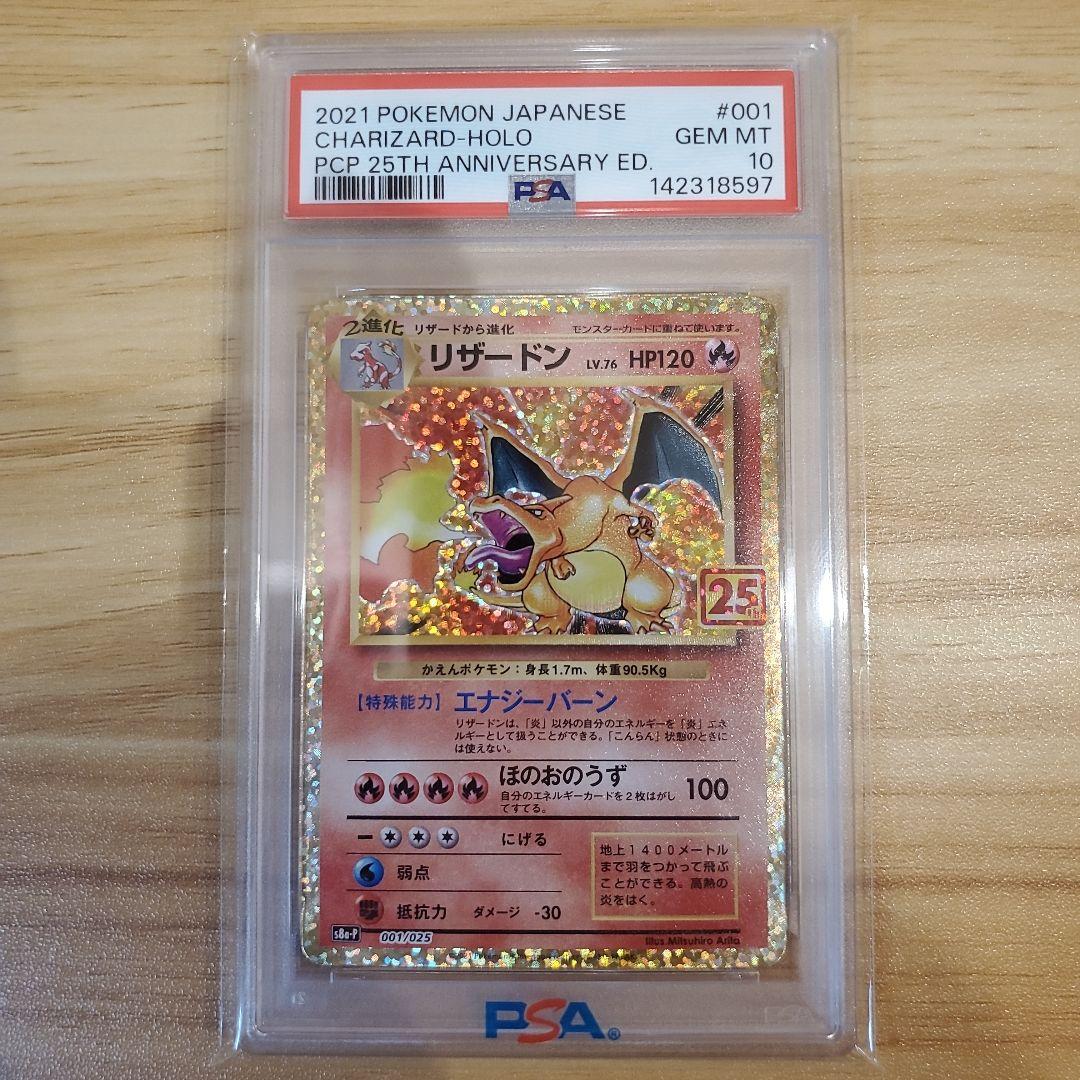 2021 POKEMON JAPANESE #001
CHARIZARD-HOLO GEM MT
PCP 25TH ANNIVERSARY ED. 10
PSA 142318597
2進化 リザードから進化 モンスターカードに重ねて使います。
リザードン LV.76 HP120
25th
かえんポケモン：身長1.7m、体重90.5Kg
【特殊能力】 エナジーバーン
リザードンは、「炎」以外の自分のエネルギーを「炎」エネ
ルギーとして扱うことができる。「こんらん」状態のときに
は使えない。
ほのおのうず 100
自分のエネルギーカードを２枚はがし
てすてる。
ー にげる
弱点
抵抗力 ダメージ -30
地上１４００メートル
まで羽をつかって飛ぶ
ことができる。高熱の
炎をはく。
s8a-P 001/025 Illus.Mitsuhiro Arita
PSA®